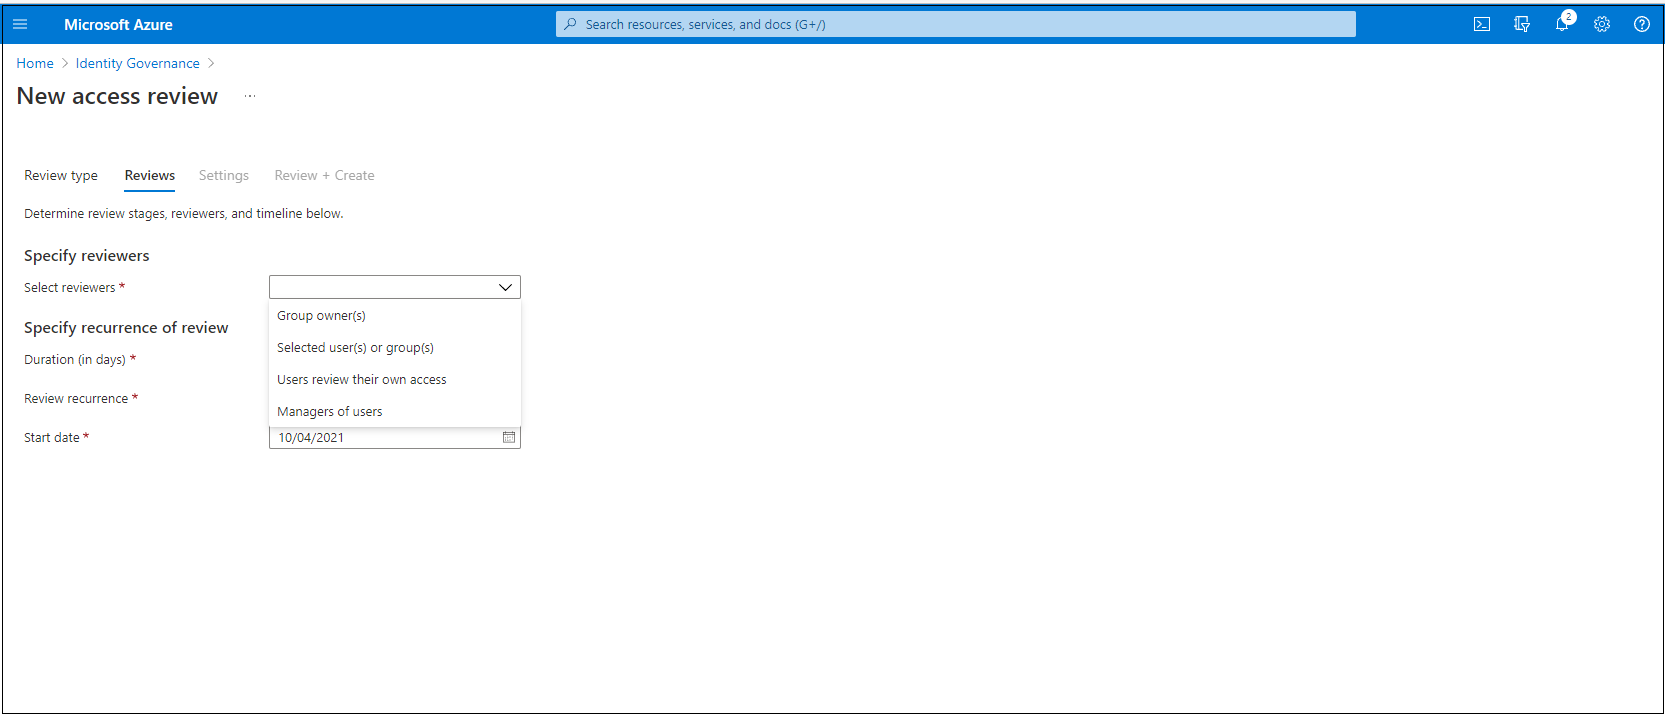 Microsoft Azure
Search resources, services, and docs (G+/)
2
Home > Identity Governance >
New access review ...
Review type Reviews Settings Review + Create
Determine review stages, reviewers, and timeline below.
Specify reviewers
Select reviewers *
Group owner(s)
Selected user(s) or group(s)
Users review their own access
Managers of users
Specify recurrence of review
Duration (in days) *
Review recurrence *
Start date *
10/04/2021